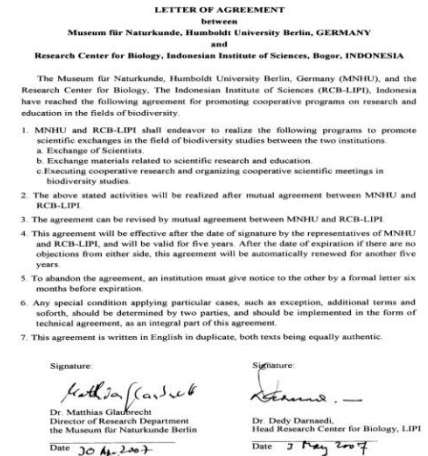 LETTER OF AGREEMENT
between
Museum für Naturkunde, Humboldt University Berlin, GERMANY
and
Research Center for Biology, Indonesian Institute of Sciences, Bogor, INDONESIA
The Museum für Naturkunde, Humboldt University Berlin, Germany (MNHU), and the
Research Center for Biology, The Indonesian Institute of Sciences (RCB-LIPI), Indonesia
have reached the following agreement for promoting cooperative programs on research and
education in the fields of biodiversity.
1. MNHU and RCB-LIPI shall endeavor to realize the following programs to promote
scientific exchanges in the field of biodiversity studies between the two institutions.
a. Exchange of Scientists.
b. Exchange materials related to scientific research and education.
c.Executing cooperative research and organizing cooperative scientific meetings in
biodiversity studies.
2. The above stated activities will be realized after mutual agreement between MNHU and
RCB-LIPI.
3. The agreement can be revised by mutual agreement between MNHU and RCB-LIPI.
4. This agreement will be effective after the date of signature by the representatives of MNHU
and RCB-LIPI, and will be valid for five years. After the date of expiration if there are no
objections from either side, this agreement will be automatically renewed for another five
years.
5. To abandon the agreement, an institution must give notice to the other by a formal letter six
months before expiration.
6. Any special condition applying particular cases, such as exception, additional terms and
soforth, should be determined by two parties, and should be implemented in the form of
technical agreement, as an integral part of this agreement.
7. This agreement is written in English in duplicate, both texts being equally authentic.
Signature: Signature:
Dr. Matthias Glaubrecht Dr. Dedy Darnaedi,
Director of Research Department Head Research Center for Biology, LIPI
the Museum für Naturkunde Berlin
Date 30 2007 Date 3 May 2007